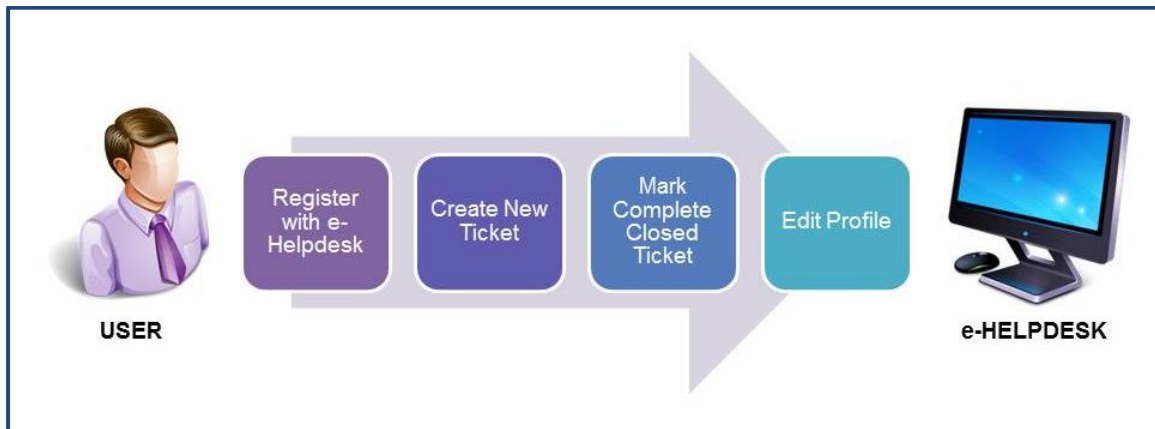 Register
with e-
Helpdesk
Create New
Ticket
Mark
Complete
Closed
Ticket
Edit Profile
USER
e-HELPDESK